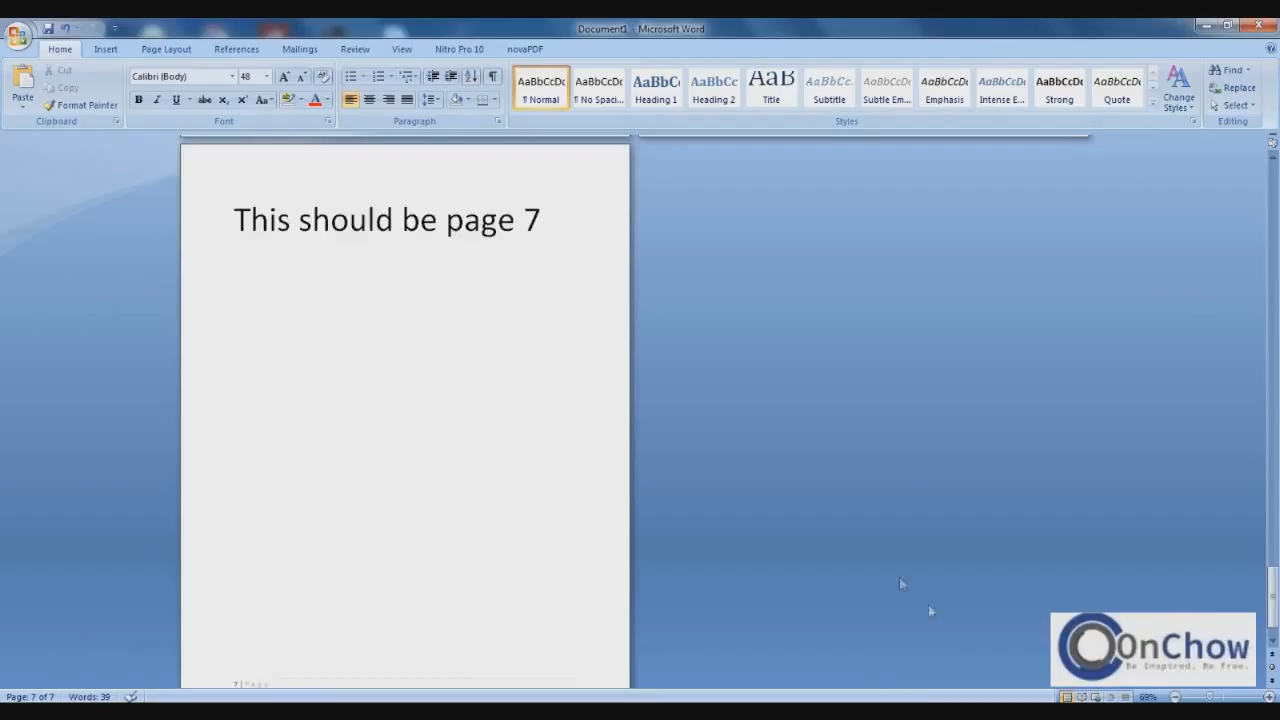 Document1 - Microsoft Word
Home Insert Page Layout References Mailings Review View Nitro Pro 10 novaPDF
Paste
Cut
Copy
Format Painter
Clipboard
Calibri (Body) 48
Font
Paragraph
AaBbCcDc AaBbCcDc AaBbC AaBbCc AaB AaBbCc. AaBbCcDc AaBbCcDc AaBbCcDc AaBbCcDc AaBbCcDc
¶ Normal ¶ No Spaci... Heading 1 Heading 2 Title Subtitle Subtle Em... Emphasis Intense E... Strong Quote
Change Styles
Styles
Find
Replace
Select
Editing
This should be page 7
7 | Page
OnChow
Be Inspired. Be free.
Page: 7 of 7 Words: 39
69%